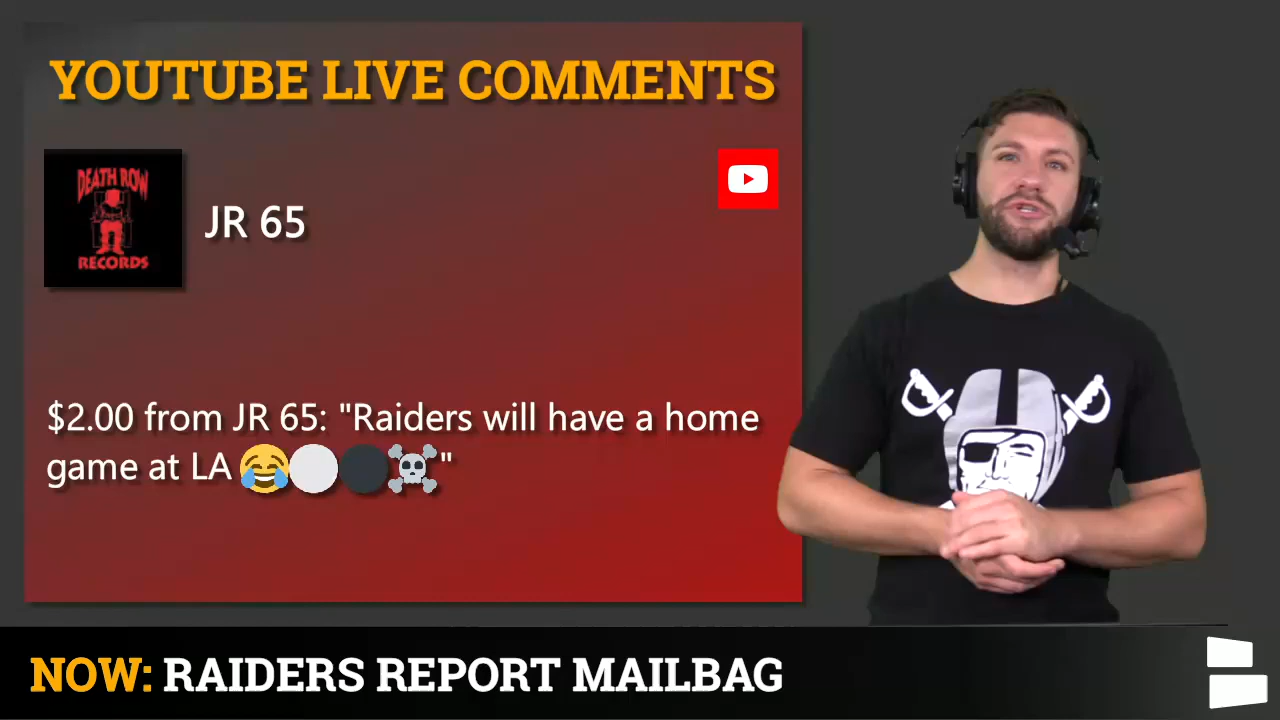 YOUTUBE LIVE COMMENTS
DEATH ROW
RECORDS
JR 65
$2.00 from JR 65: "Raiders will have a home
game at LA 😂⚪⚫☠"
NOW: RAIDERS REPORT MAILBAG